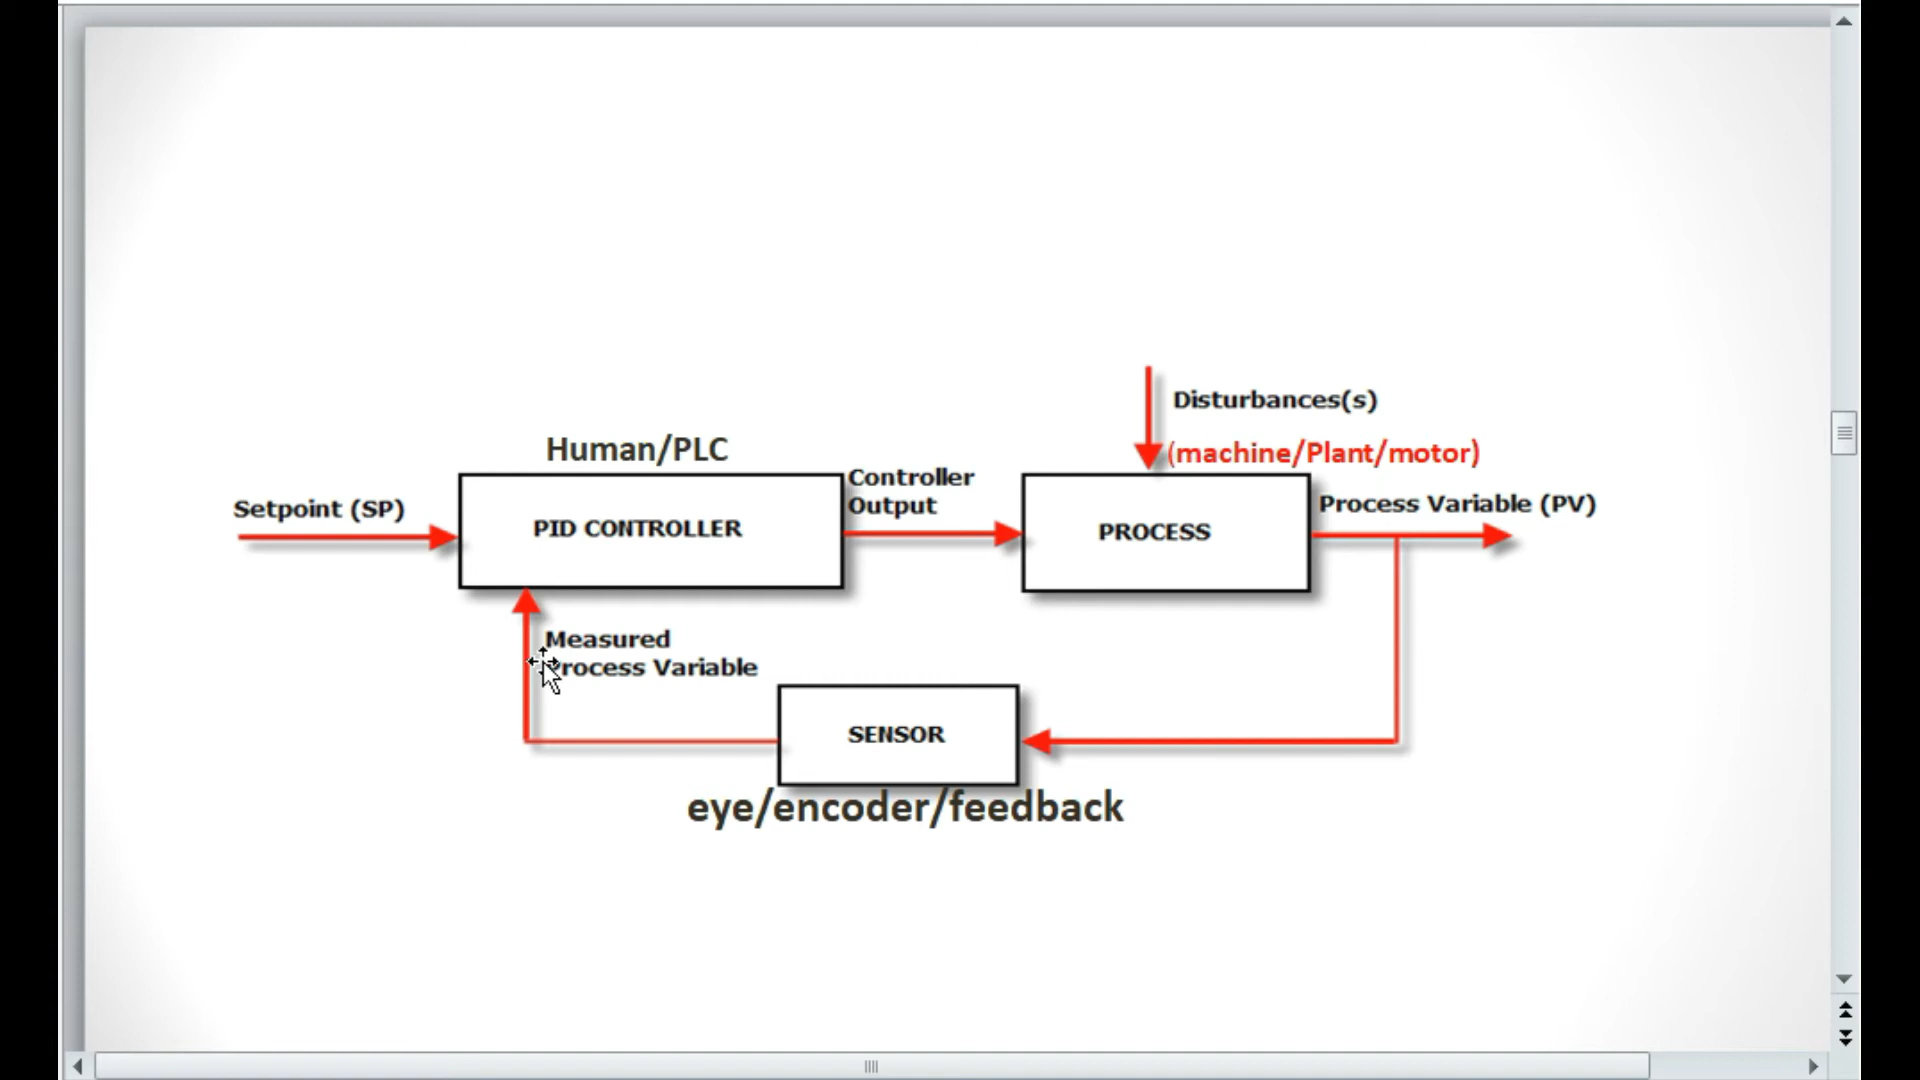 Disturbances(s)
Human/PLC
(machine/Plant/motor)
Setpoint (SP)
PID CONTROLLER
Controller
Output
PROCESS
Process Variable (PV)
Measured
Process Variable
SENSOR
eye/encoder/feedback